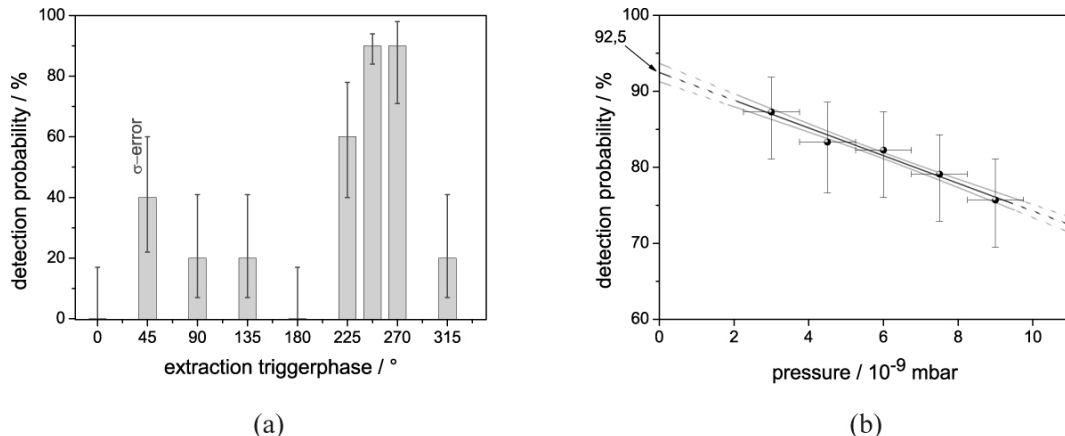 100
80
60
40
20
0
detection probability / %
σ–error
0 45 90 135 180 225 270 315
extraction triggerphase / °
(a)
100
92,5
90
80
70
60
detection probability / %
0 2 4 6 8 10
pressure / 10⁻⁹ mbar
(b)